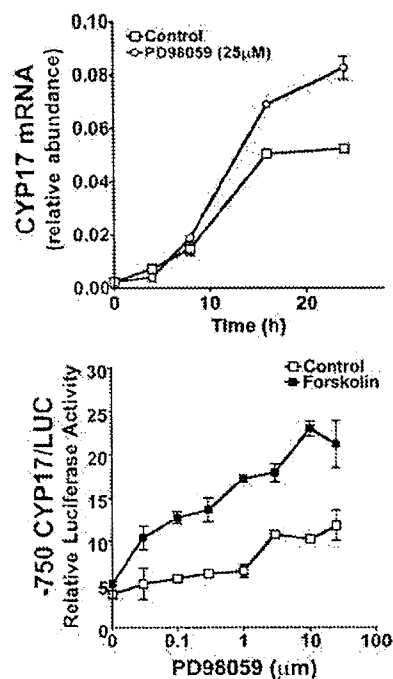 Control
PD98059 (25µM)
CYP17 mRNA
(relative abundance)
0.08
0.06
0.04
0.02
0.00
0 10 20
Time (h)
Control
Forskolin
-750 CYP17/LUC
Relative Luciferase Activity
30
25
20
15
10
5
0
0 0.1 1 10 100
PD98059 (µm)